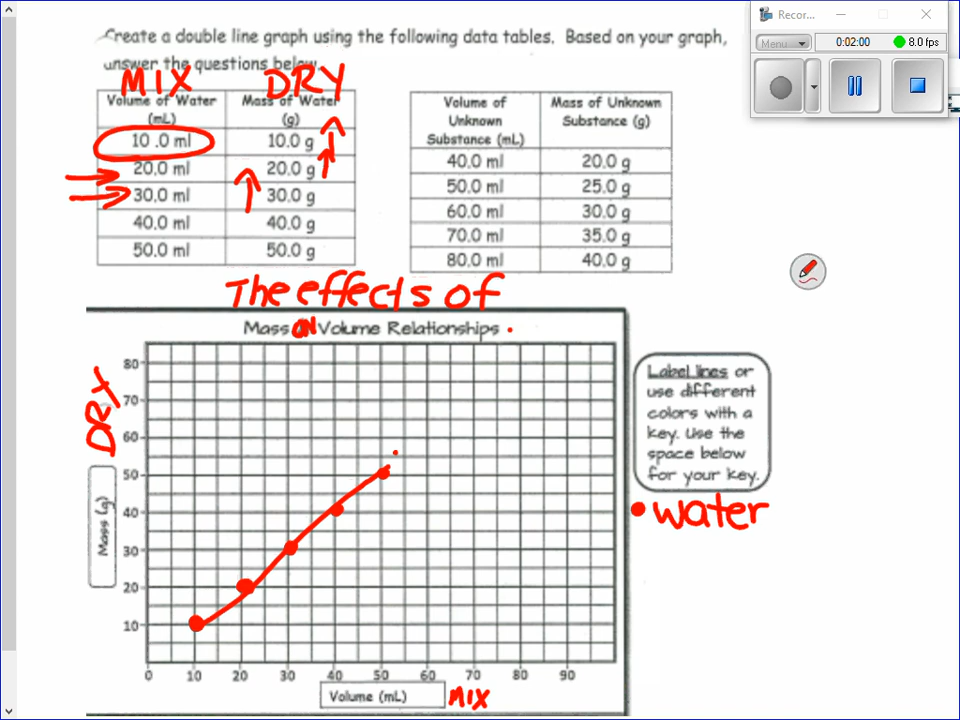 Create a double line graph using the following data tables. Based on your graph,
answer the questions below.
Recor...
Menu
0:02:00
8.0 fps
MIX
DRY
Volume of Water
(mL)
Mass of Water
(g)
10.0 ml
10.0 g
20.0 ml
20.0 g
30.0 ml
30.0 g
40.0 ml
40.0 g
50.0 ml
50.0 g
Volume of
Unknown
Substance (mL)
Mass of Unknown
Substance (g)
40.0 ml
20.0 g
50.0 ml
25.0 g
60.0 ml
30.0 g
70.0 ml
35.0 g
80.0 ml
40.0 g
The effects of
Mass ON Volume Relationships
DRY
Mass (g)
80
70
60
50
40
30
20
10
0 10 20 30 40 50 60 70 80 90
Volume (mL)
MIX
Label lines or
use different
colors with a
key. Use the
space below
for your key.
• water